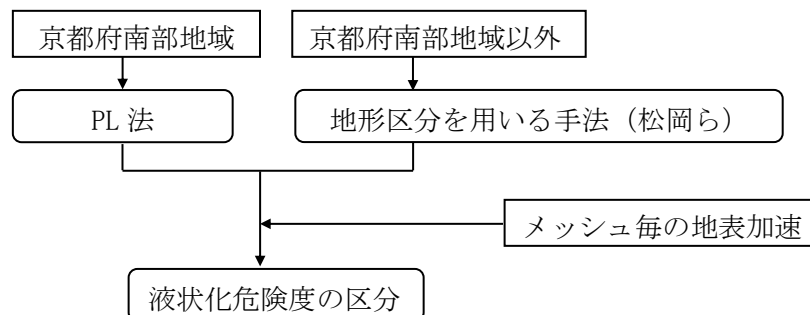 京都府南部地域
京都府南部地域以外
PL 法
地形区分を用いる手法（松岡ら）
メッシュ毎の地表加速
液状化危険度の区分